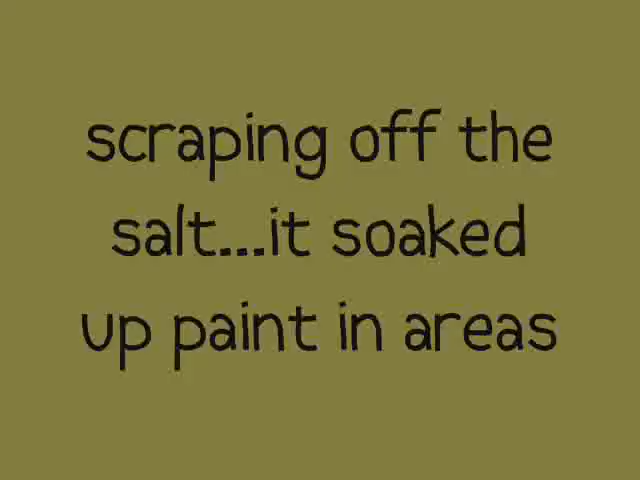 scraping off the
salt...it soaked
up paint in areas